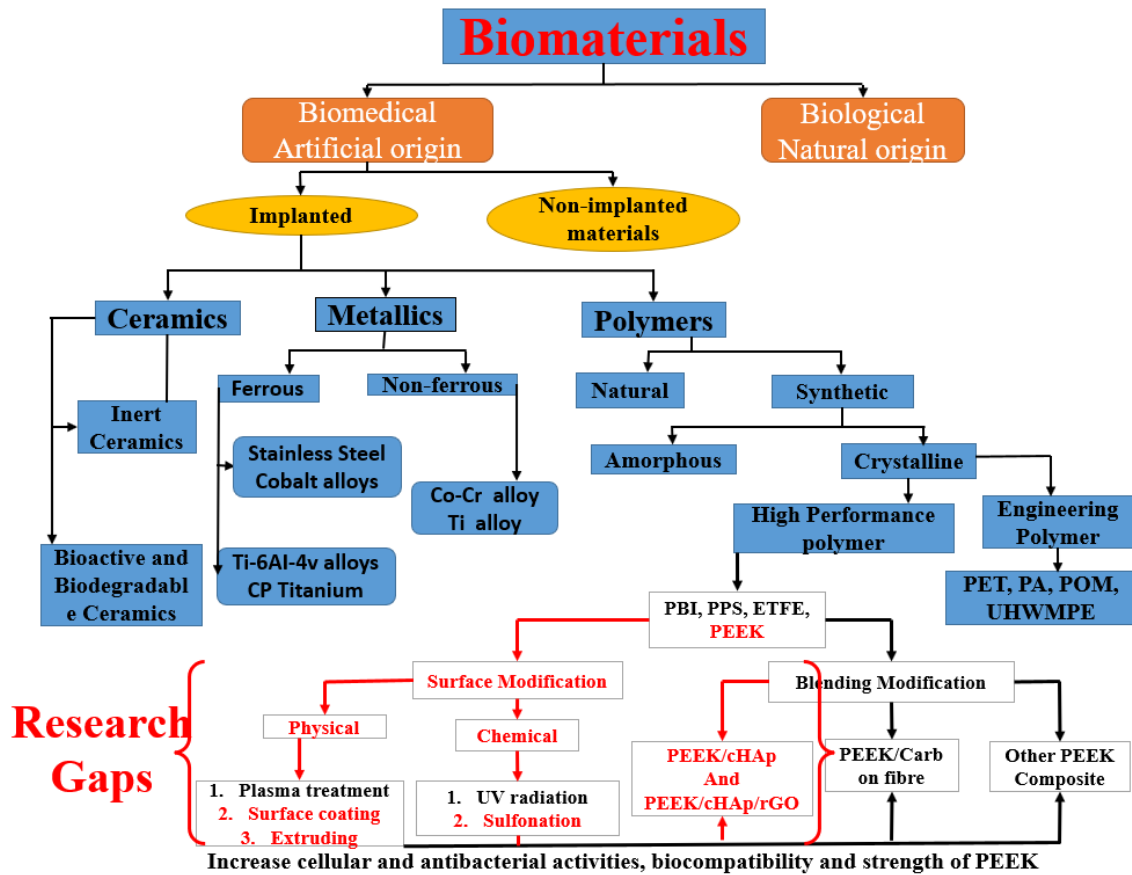 Biomaterials
Biomedical
Artificial origin
Biological
Natural origin
Implanted
Non-implanted
materials
Ceramics
Metallics
Polymers
Ferrous
Non-ferrous
Natural
Synthetic
Inert
Ceramics
Stainless Steel
Cobalt alloys
Co-Cr alloy
Ti alloy
Amorphous
Crystalline
High Performance
polymer
Engineering
Polymer
Bioactive and
Biodegradabl
e Ceramics
Ti-6AI-4v alloys
CP Titanium
PET, PA, POM,
UHWMPE
PBI, PPS, ETFE,
PEEK
Research
Gaps
Surface Modification
Blending Modification
Physical
Chemical
PEEK/cHAp
And
PEEK/cHAp/rGO
PEEK/Carb
on fibre
Other PEEK
Composite
1. Plasma treatment
2. Surface coating
3. Extruding
1. UV radiation
2. Sulfonation
Increase cellular and antibacterial activities, biocompatibility and strength of PEEK